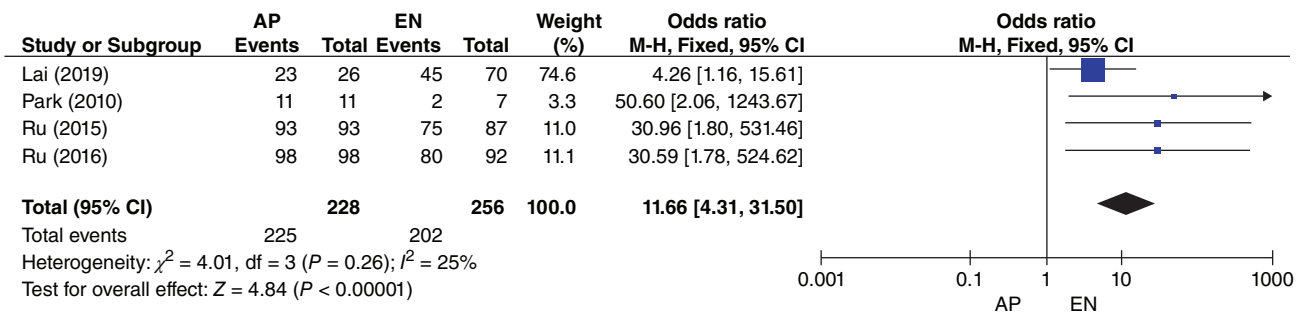 AP EN Weight Odds ratio Odds ratio
Study or Subgroup Events Total Events Total (%) M-H, Fixed, 95% CI M-H, Fixed, 95% CI
Lai (2019) 23 26 45 70 74.6 4.26 [1.16, 15.61]
Park (2010) 11 11 2 7 3.3 50.60 [2.06, 1243.67]
Ru (2015) 93 93 75 87 11.0 30.96 [1.80, 531.46]
Ru (2016) 98 98 80 92 11.1 30.59 [1.78, 524.62]
Total (95% CI) 228 256 100.0 11.66 [4.31, 31.50]
Total events 225 202
Heterogeneity: χ² = 4.01, df = 3 (P = 0.26); I² = 25%
Test for overall effect: Z = 4.84 (P < 0.00001)
0.001 0.1 1 10 1000
AP EN